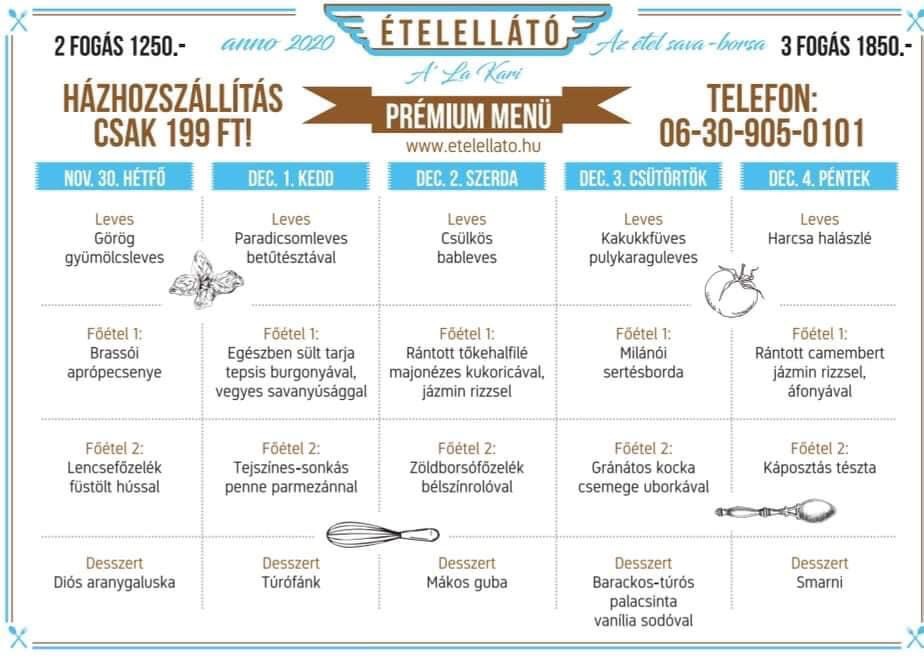 2 FOGÁS 1250.-
anno 2020
ÉTELELLÁTÓ
Az étel sava-borsa
3 FOGÁS 1850.-
A' La Kari
HÁZHOZSZÁLLÍTÁS
CSAK 199 FT!
PRÉMIUM MENÜ
www.etelellato.hu
TELEFON:
06-30-905-0101
NOV. 30. HÉTFŐ
DEC. 1. KEDD
DEC. 2. SZERDA
DEC. 3. CSÜTÖRTÖK
DEC. 4. PÉNTEK
Leves
Görög
gyümölcsleves
Leves
Paradicsomleves
betűtésztával
Leves
Csülkös
bableves
Leves
Kakukkfüves
pulykaraguleves
Leves
Harcsa halászlé
Főétel 1:
Brassói
aprópecsenye
Főétel 1:
Egészben sült tarja
tepsis burgonyával,
vegyes savanyúsággal
Főétel 1:
Rántott tőkehalfilé
majonézes kukoricával,
jázmin rizzsel
Főétel 1:
Milánói
sertésborda
Főétel 1:
Rántott camembert
jázmin rizzsel,
áfonyával
Főétel 2:
Lencsefőzelék
füstölt hússal
Főétel 2:
Tejszínes-sonkás
penne parmezánnal
Főétel 2:
Zöldborsófőzelék
bélszínrolóval
Főétel 2:
Gránátos kocka
csemege uborkával
Főétel 2:
Káposztás tészta
Desszert
Diós aranygaluska
Desszert
Túrófánk
Desszert
Mákos guba
Desszert
Barackos-túrós
palacsinta
vanília sodóval
Desszert
Smarni